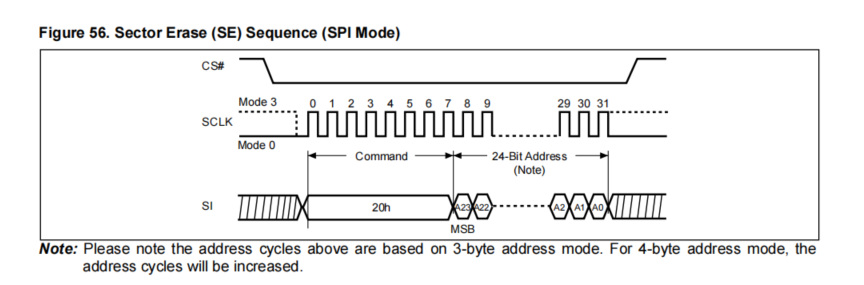 Figure 56. Sector Erase (SE) Sequence (SPI Mode)
CS#
Mode 3
0 1 2 3 4 5 6 7 8 9 29 30 31
SCLK
Mode 0
Command
24-Bit Address
(Note)
SI
20h
A23 A22 A2 A1 A0
MSB
Note: Please note the address cycles above are based on 3-byte address mode. For 4-byte address mode, the
address cycles will be increased.